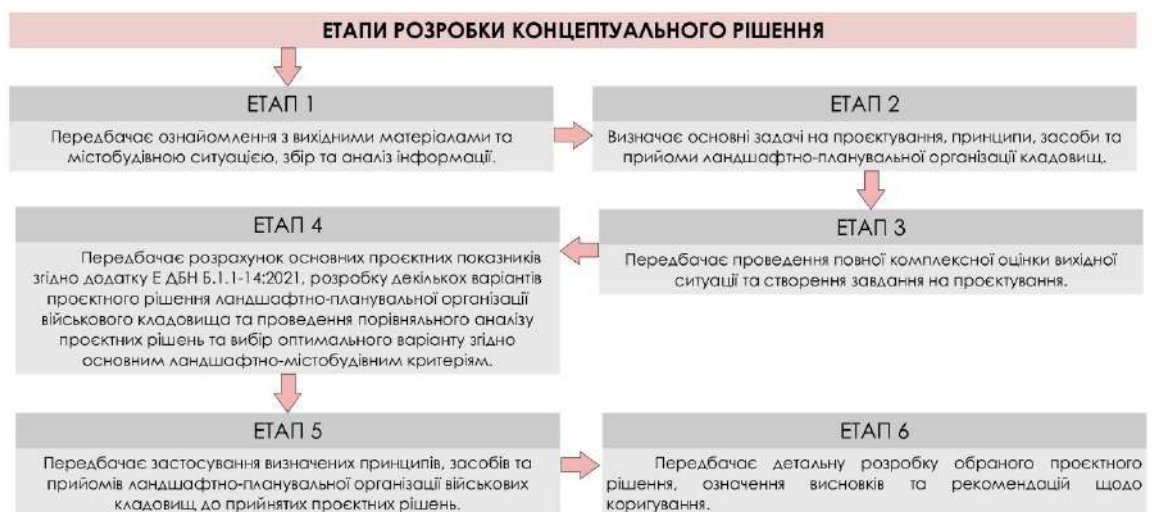 ЕТАПИ РОЗРОБКИ КОНЦЕПТУАЛЬНОГО РІШЕННЯ
ЕТАП 1
Передбачає ознайомлення з вихідними матеріалами та
містобудівною ситуацією, збір та аналіз інформації.
ЕТАП 2
Визначає основні задачі на проєктування, принципи, засоби та
прийоми ландшафтно-планувальної організації кладовищ.
ЕТАП 3
Передбачає проведення повної комплексної оцінки вихідної
ситуації та створення завдання на проєктування.
ЕТАП 4
Передбачає розрахунок основних проєктних показників
згідно додатку Е ДБН Б.1.1-14:2021, розробку декількох варіантів
проєктного рішення ландшафтно-планувальної організації
військового кладовища та проведення порівняльного аналізу
проєктних рішень та вибір оптимального варіанту згідно
основним ландшафтно-містобудівним критеріям.
ЕТАП 5
Передбачає застосування визначених принципів, засобів та
прийомів ландшафтно-планувальної організації військових
кладовищ до прийнятих проєктних рішень.
ЕТАП 6
Передбачає детальну розробку обраного проєктного
рішення, означення висновків та рекомендацій щодо
коригування.